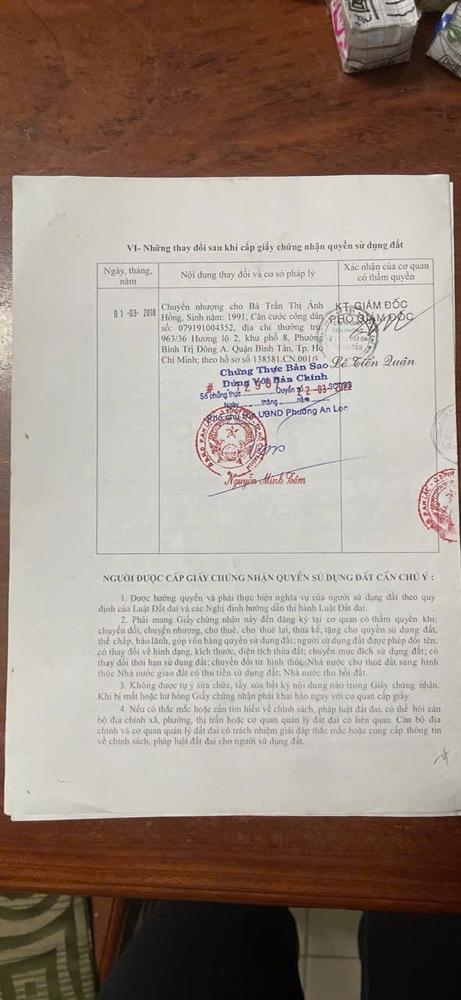 VI- Những thay đổi sau khi cấp giấy chứng nhận quyền sử dụng đất
Ngày, tháng, năm
Nội dung thay đổi và cơ sở pháp lý
Xác nhận của cơ quan có thẩm quyền
01-03-2018
Chuyển nhượng cho Bà Trần Thị Ánh
Hồng, Sinh năm: 1991, Căn cước công dân
số: 079191004352, địa chỉ thường trú:
963/36 Hương lộ 2, khu phố 8, Phường
Bình Trị Đông A, Quận Bình Tân, Tp. Hồ
Chí Minh; theo hồ sơ số 138581.CN.001
KT. GIÁM ĐỐC
PHÓ GIÁM ĐỐC
Lê Tiến Quân
Chứng Thực Bản Sao
Đúng Với Bản Chính
Số chứng thực Quyển số SCT/BS
Ngày tháng năm
Phó chủ tịch UBND Phường An Lạc
Nguyễn Minh Tâm
NGƯỜI ĐƯỢC CẤP GIẤY CHỨNG NHẬN QUYỀN SỬ DỤNG ĐẤT CẦN CHÚ Ý :
1. Được hưởng quyền và phải thực hiện nghĩa vụ của người sử dụng đất theo quy
định của Luật Đất đai và các Nghị định hướng dẫn thi hành Luật Đất đai.
2. Phải mang Giấy chứng nhận này đến đăng ký tại cơ quan có thẩm quyền khi:
chuyển đổi, chuyển nhượng, cho thuê, cho thuê lại, thừa kế, tặng cho quyền sử dụng đất,
thế chấp, bảo lãnh, góp vốn bằng quyền sử dụng đất; người sử dụng đất được phép đổi tên;
có thay đổi về hình dạng, kích thước, diện tích thửa đất; chuyển mục đích sử dụng đất; có
thay đổi thời hạn sử dụng đất; chuyển đổi từ hình thức Nhà nước cho thuê đất sang hình
thức Nhà nước giao đất có thu tiền sử dụng đất; Nhà nước thu hồi đất.
3. Không được tự ý sửa chữa, tẩy xóa bất kỳ nội dung nào trong Giấy chứng nhận.
Khi bị mất hoặc hư hỏng Giấy chứng nhận phải khai báo ngay với cơ quan cấp giấy.
4. Nếu có thắc mắc hoặc cần tìm hiểu về chính sách, pháp luật đất đai, có thể hỏi cán
bộ địa chính xã, phường, thị trấn hoặc cơ quan quản lý đất đai có liên quan. Cán bộ địa
chính và cơ quan quản lý đất đai có trách nhiệm giải đáp thắc mắc hoặc cung cấp thông tin
về chính sách, pháp luật đất đai cho người sử dụng đất.